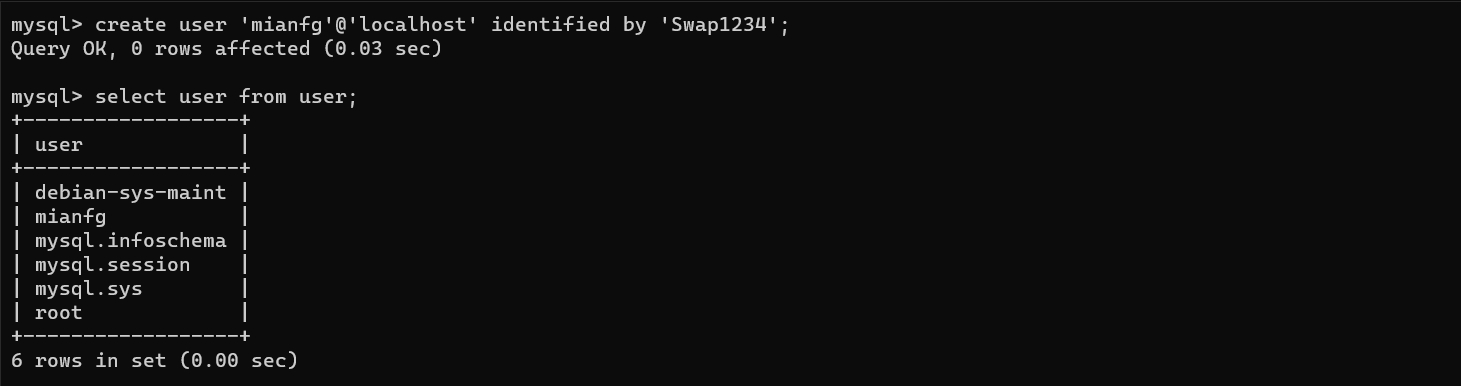 mysql> create user 'mianfg'@'localhost' identified by 'Swap1234';
Query OK, 0 rows affected (0.03 sec)

mysql> select user from user;
+------------------+
| user             |
+------------------+
| debian-sys-maint |
| mianfg           |
| mysql.infoschema |
| mysql.session    |
| mysql.sys        |
| root             |
+------------------+
6 rows in set (0.00 sec)